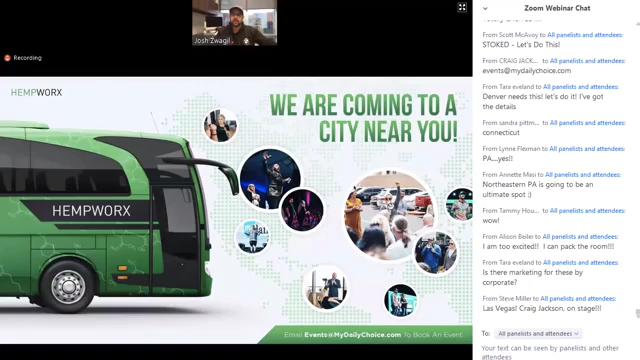 Josh Zwagil
Recording
HEMPWORX
WE ARE COMING TO A
CITY NEAR YOU!
HEMPWORX
Email Events@MyDailyChoice.com To Book An Event
Zoom Webinar Chat
From Scott McAvoy to All panelists and attendees:
STOKED - Let's Do This!
From CRAIG JACK... to All panelists and attendees:
events@mydailychoice.com
From Tara eveland to All panelists and attendees:
Denver needs this! let's do it! I've got
the details
From sandra pittm... to All panelists and attendees:
connecticut
From Lynne Flexman to All panelists and attendees:
PA....yes!!
From Annette Masi to All panelists and attendees:
Northeastern PA is going to be an
ultimate spot :)
From Tammy Hou... to All panelists and attendees:
wow!
From Alison Beiler to All panelists and attendees:
I am too excited!! I can pack the room!!!
From Tara eveland to All panelists and attendees:
Is there marketing for these by
corporate?
From Steve Miller to All panelists and attendees:
Las Vegas! Craig Jackson, on stage!!!
To: All panelists and attendees
Your text can be seen by panelists and other
attendees